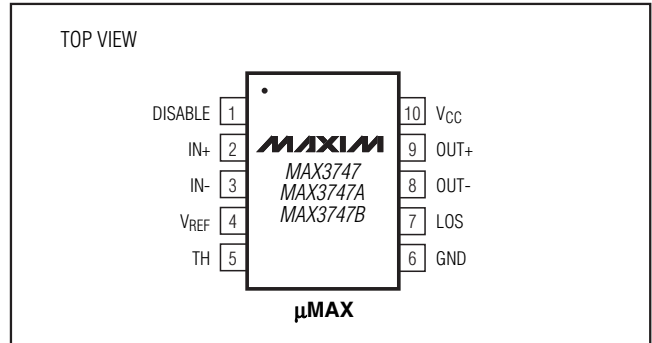 TOP VIEW
DISABLE 1 10 VCC
IN+ 2 MAXIM 9 OUT+
MAX3747
IN- 3 MAX3747A 8 OUT-
MAX3747B
VREF 4 7 LOS
TH 5 6 GND
μMAX